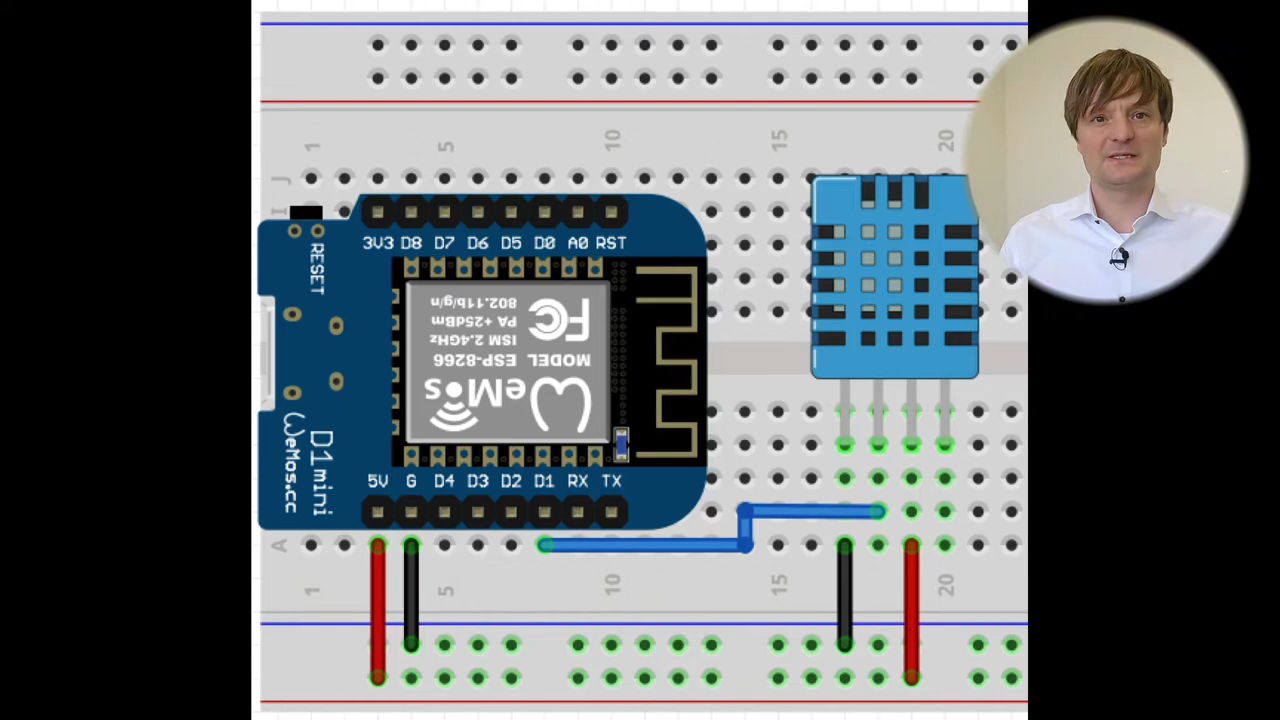 1 5 10 15 20
J
I
3V3 D8 D7 D6 D5 D0 A0 RST
RESET
802.11b/g/n
PA +25dBm
ISM 2.4GHz
MODEL ESP-8266
FC
WeMos
D1 mini
WeMos.cc
5V G D4 D3 D2 D1 RX TX
A
1 5 10 15 20